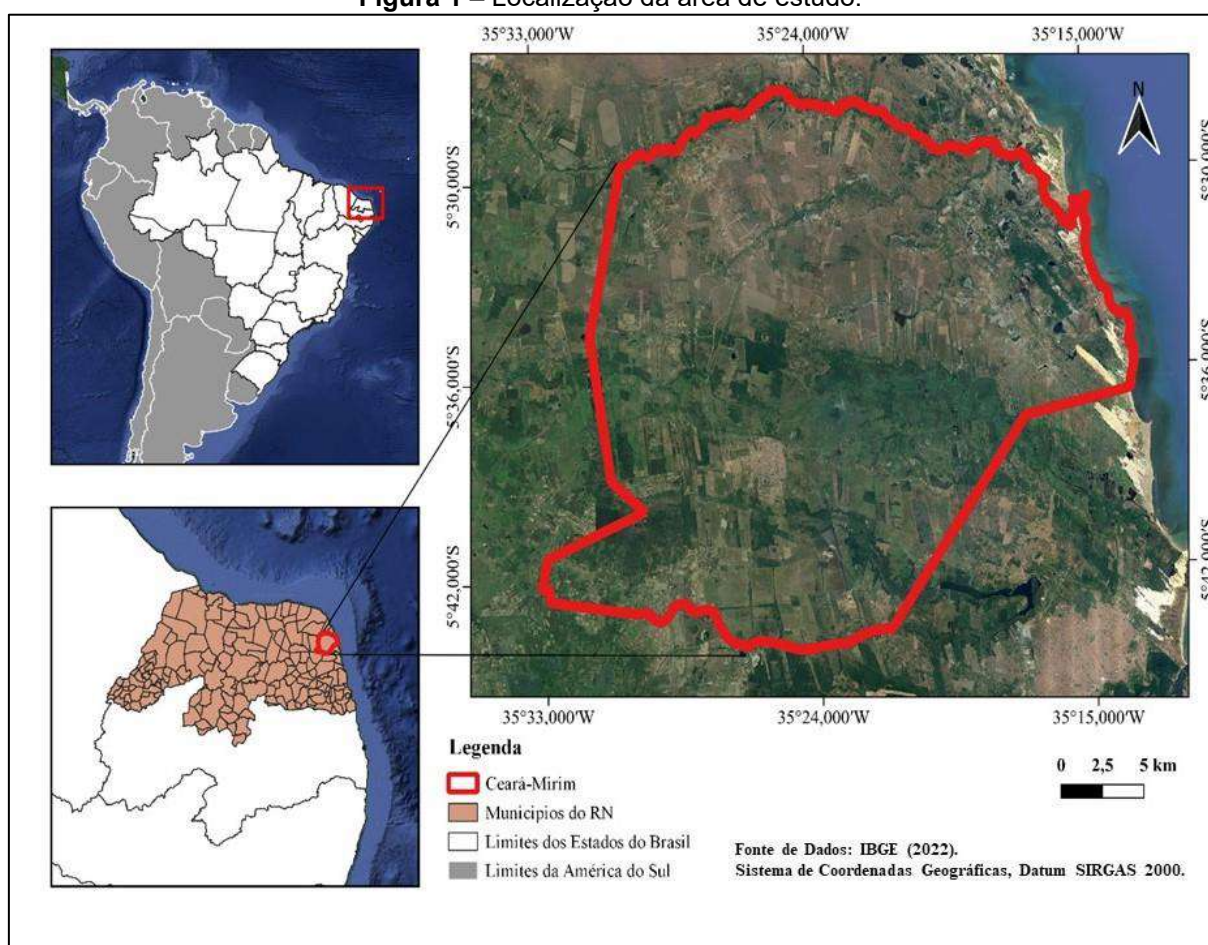 Figura 1 – Localização da área de estudo.
35°33,000'W
35°24,000'W
35°15,000'W
N
5°30,000'S
5°30,000'S
5°36,000'S
5°36,000'S
5°42,000'S
5°42,000'S
35°33,000'W
35°24,000'W
35°15,000'W
Legenda
Ceará-Mirim
Municipios do RN
Limites dos Estados do Brasil
Limites da América do Sul
0 2,5 5 km
Fonte de Dados: IBGE (2022).
Sistema de Coordenadas Geográficas, Datum SIRGAS 2000.